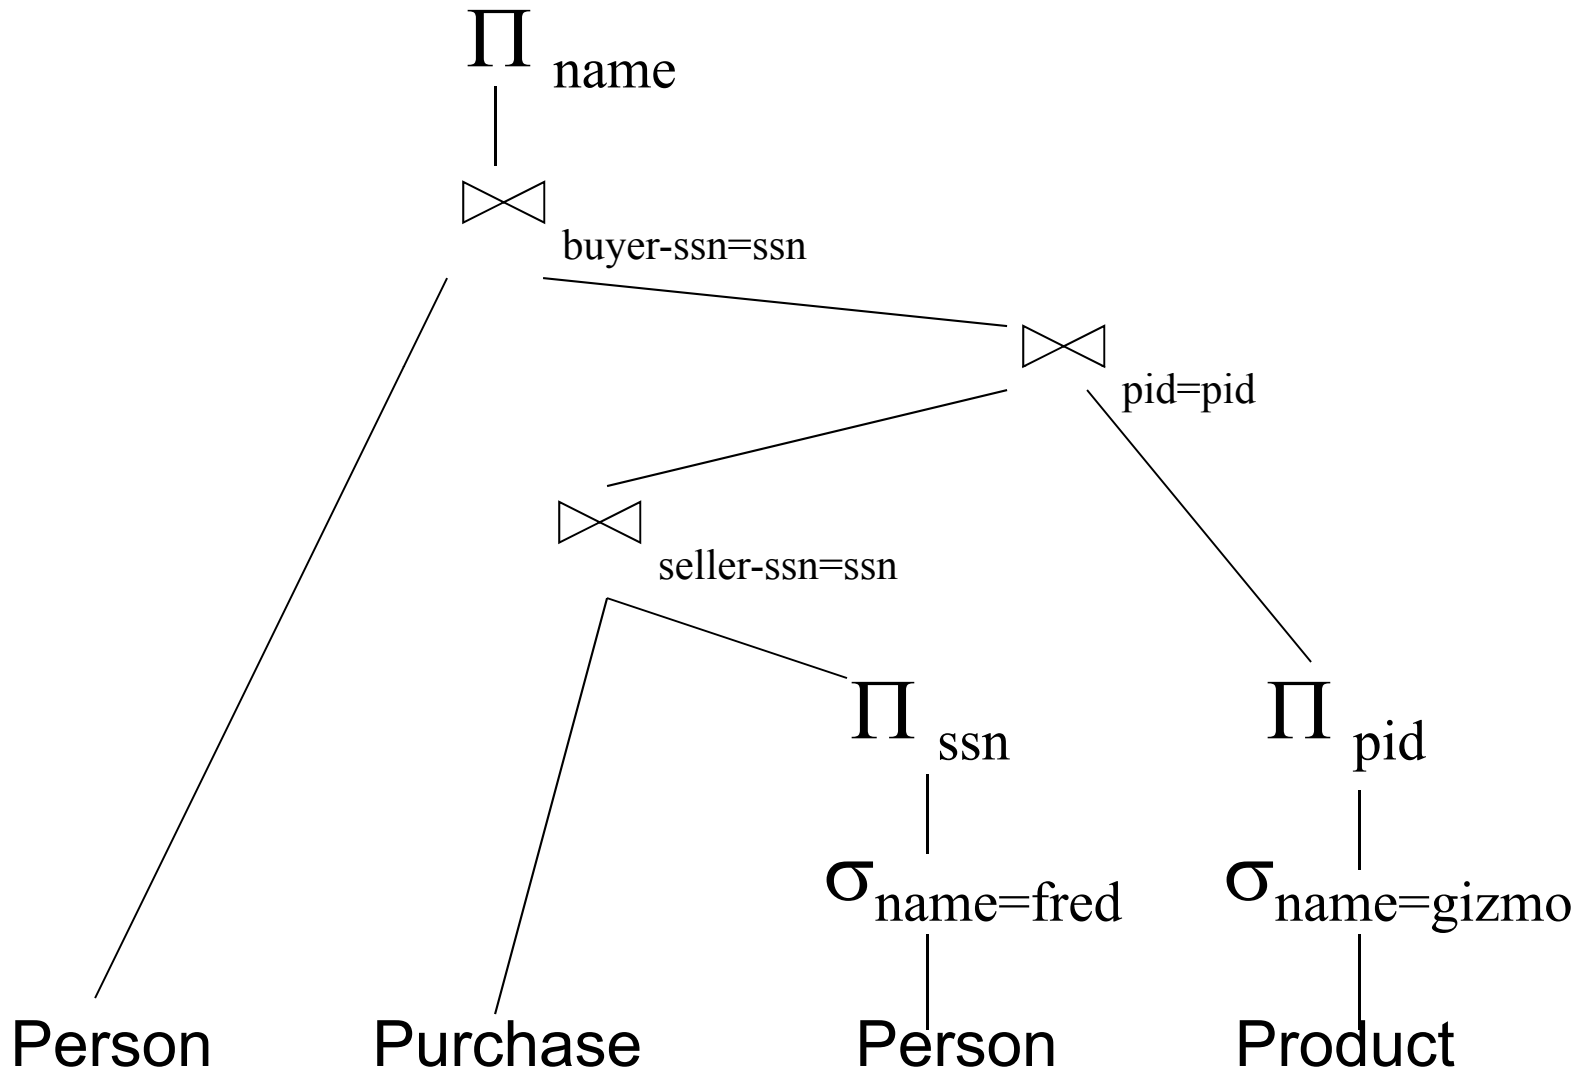 Π name
⋈ buyer-ssn=ssn
⋈ pid=pid
⋈ seller-ssn=ssn
Π ssn
Π pid
σ name=fred
σ name=gizmo
Person Purchase Person Product